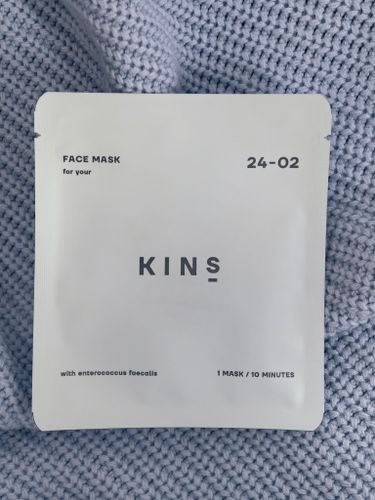 FACE MASK
24-02
for your
KINS
with enterococcus faecalis
1 MASK / 10 MINUTES